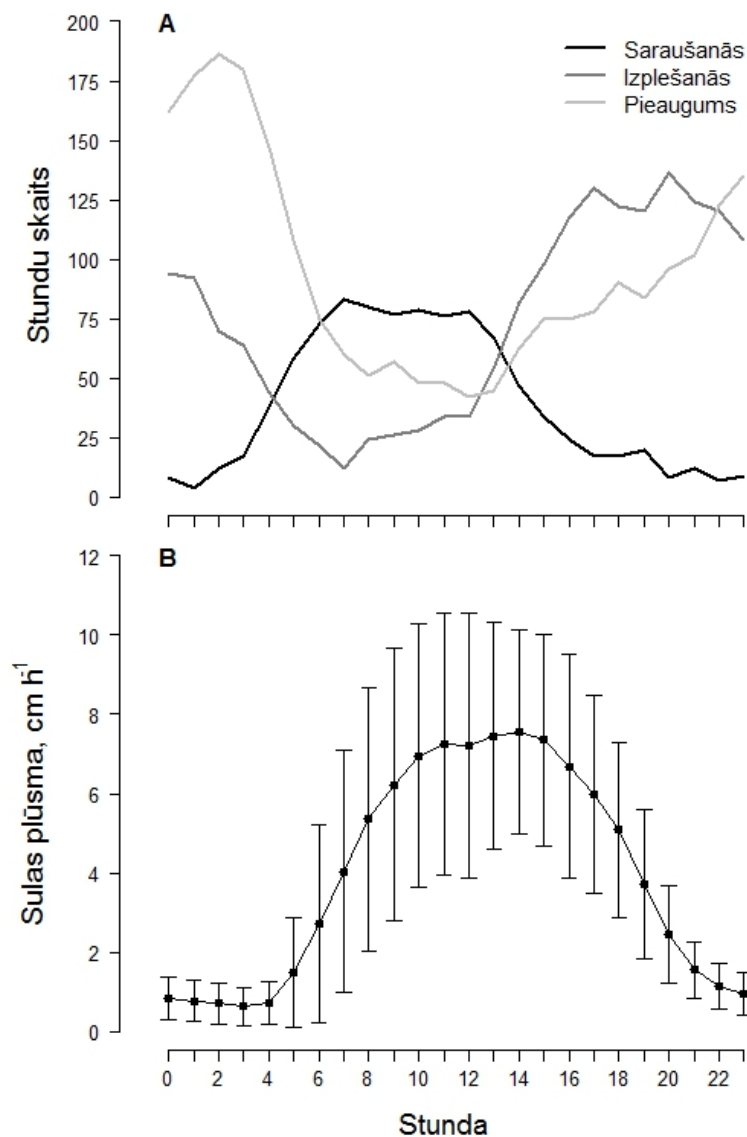 A
Saraušanās
Izplešanās
Pieaugums
Stundu skaits
200
175
150
125
100
75
50
25
0
B
Sulas plūsma, cm h-1
12
10
8
6
4
2
0
0 2 4 6 8 10 12 14 16 18 20 22
Stunda